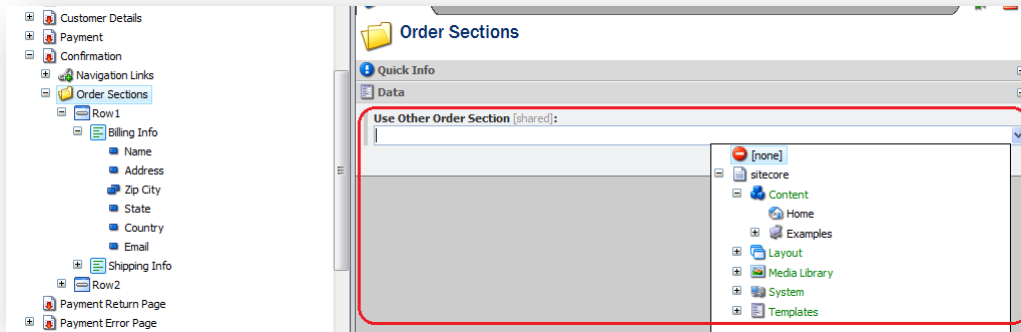 Customer Details
Payment
Confirmation
Navigation Links
Order Sections
Row1
Billing Info
Name
Address
Zip City
State
Country
Email
Shipping Info
Row2
Payment Return Page
Payment Error Page
Order Sections
Quick Info
Data
Use Other Order Section [shared]:
[none]
sitecore
Content
Home
Examples
Layout
Media Library
System
Templates